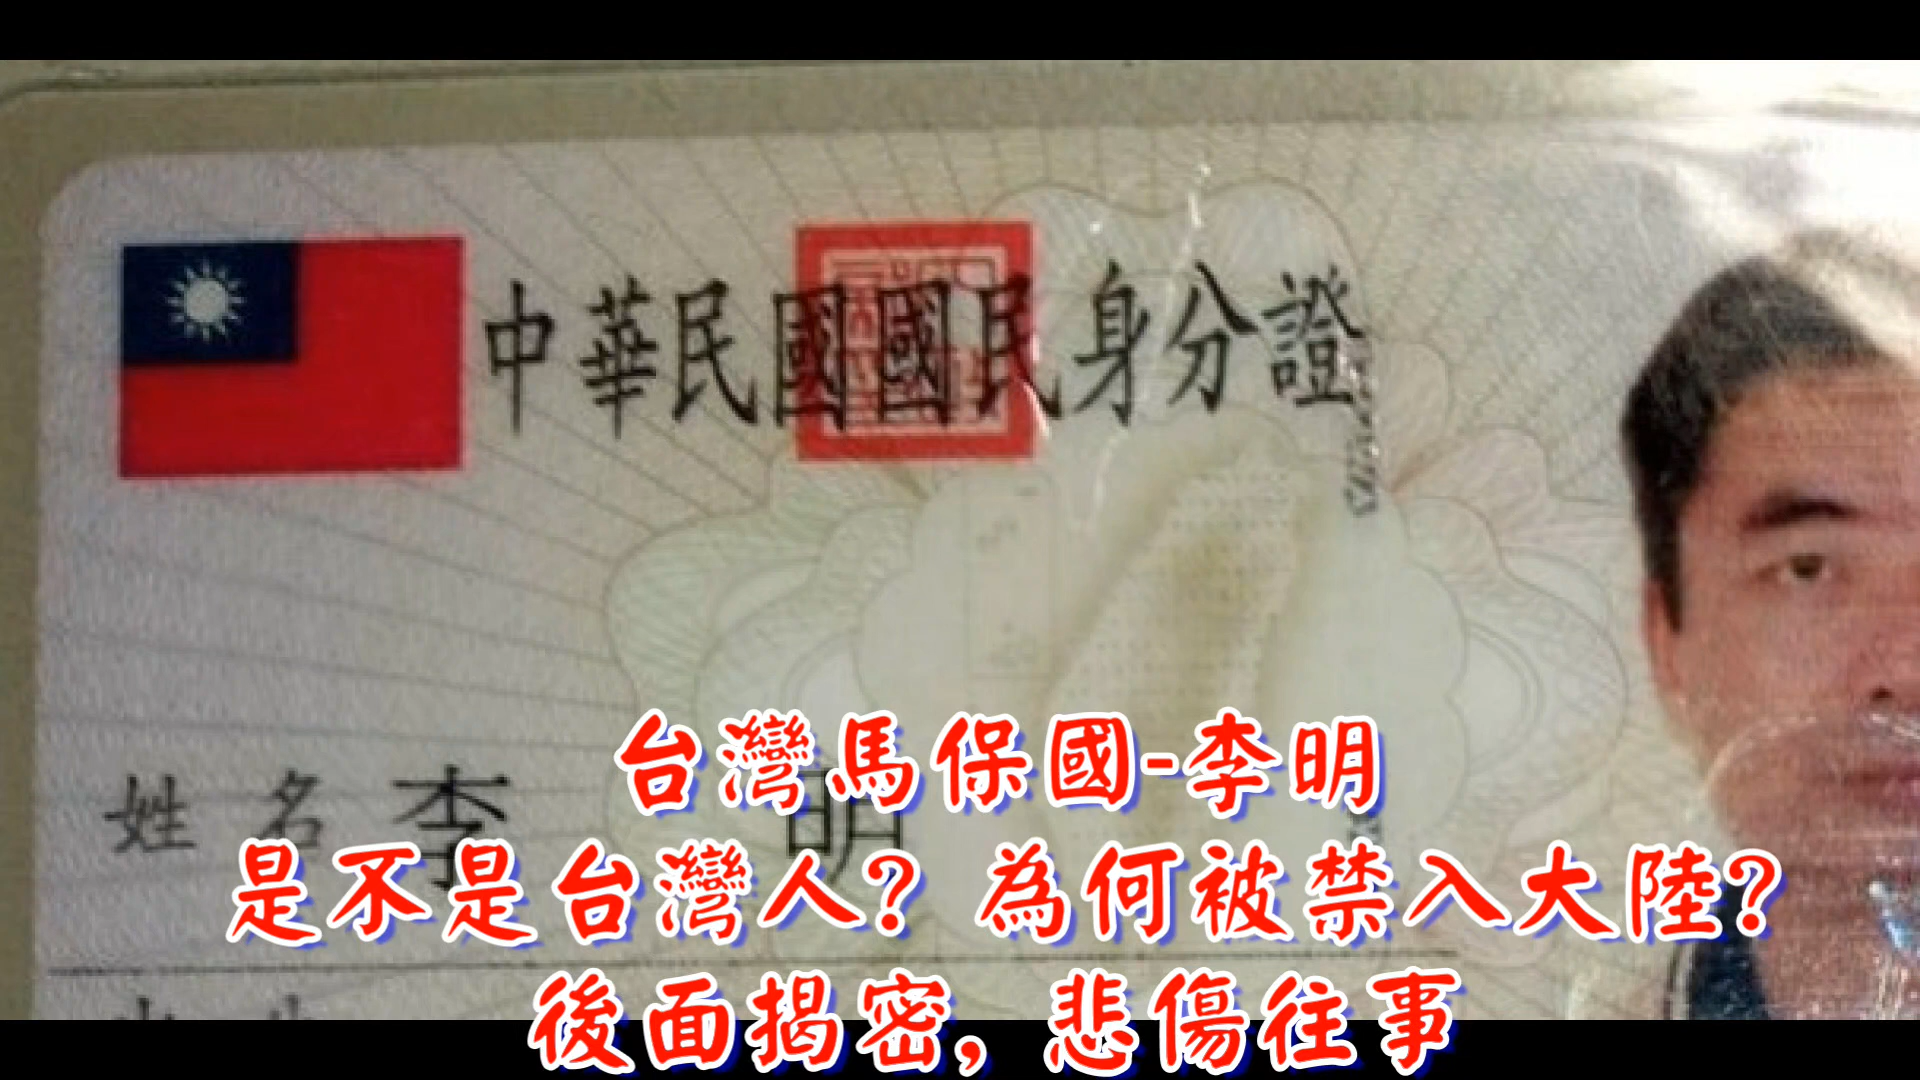 中華民國國民身分證
姓名 李明
台灣馬保國-李明
是不是台灣人? 為何被禁入大陸?
後面揭密, 悲傷往事